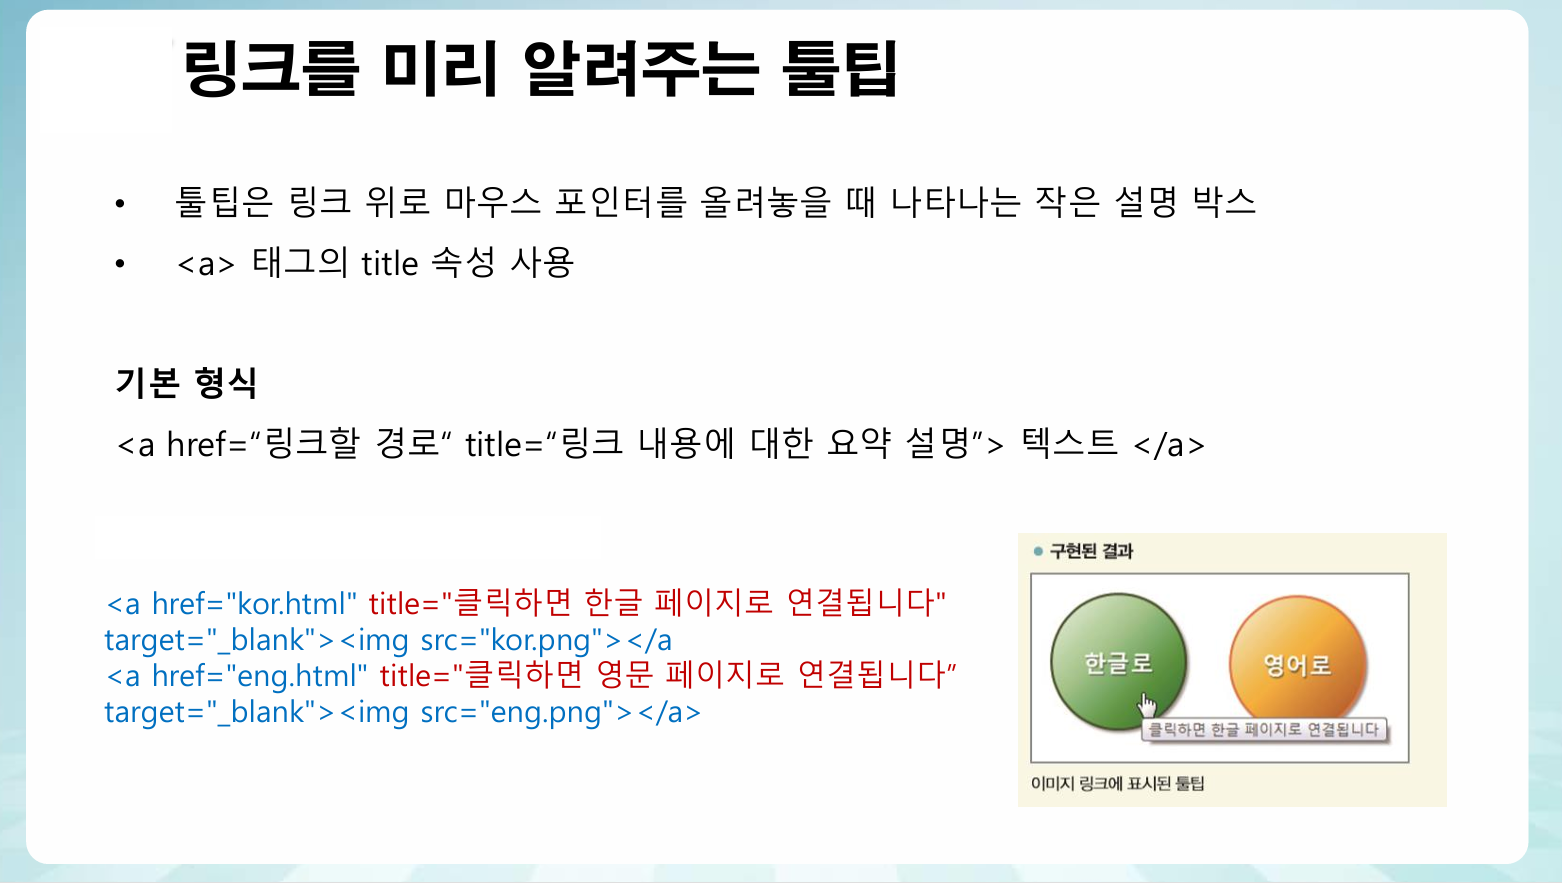 링크를 미리 알려주는 툴팁
• 툴팁은 링크 위로 마우스 포인터를 올려놓을 때 나타나는 작은 설명 박스
• <a> 태그의 title 속성 사용
기본 형식
<a href=“링크할 경로“ title=“링크 내용에 대한 요약 설명”> 텍스트 </a>
<a href="kor.html" title="클릭하면 한글 페이지로 연결됩니다"
target="_blank"><img src="kor.png"></a
<a href="eng.html" title="클릭하면 영문 페이지로 연결됩니다”
target="_blank"><img src="eng.png"></a>
● 구현된 결과
한글로
영어로
클릭하면 한글 페이지로 연결됩니다
이미지 링크에 표시된 툴팁